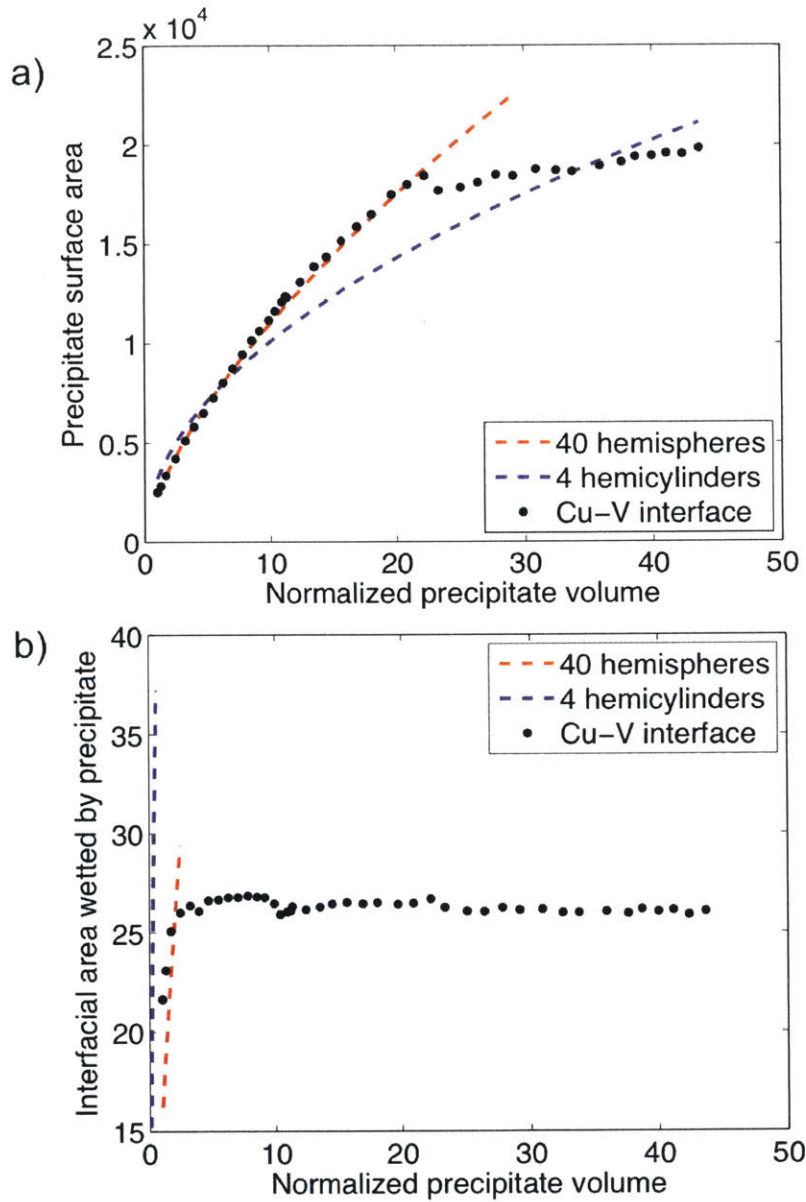 a)
× 10⁴
2.5
2
1.5
1
0.5
0
Precipitate surface area
40 hemispheres
4 hemicylinders
Cu−V interface
0 10 20 30 40 50
Normalized precipitate volume
b)
40
35
30
25
20
15
Interfacial area wetted by precipitate
40 hemispheres
4 hemicylinders
Cu−V interface
0 10 20 30 40 50
Normalized precipitate volume